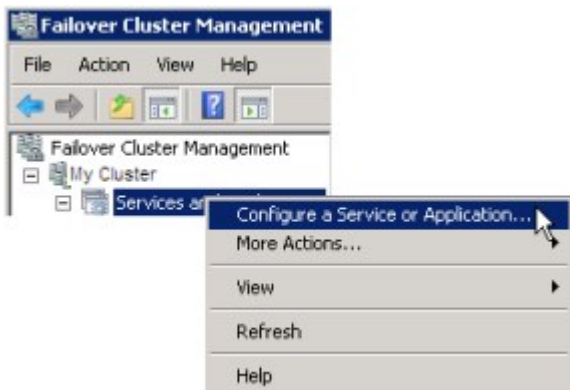 Failover Cluster Management
File Action View Help
Failover Cluster Management
My Cluster
Services
Configure a Service or Application...
More Actions...
View
Refresh
Help